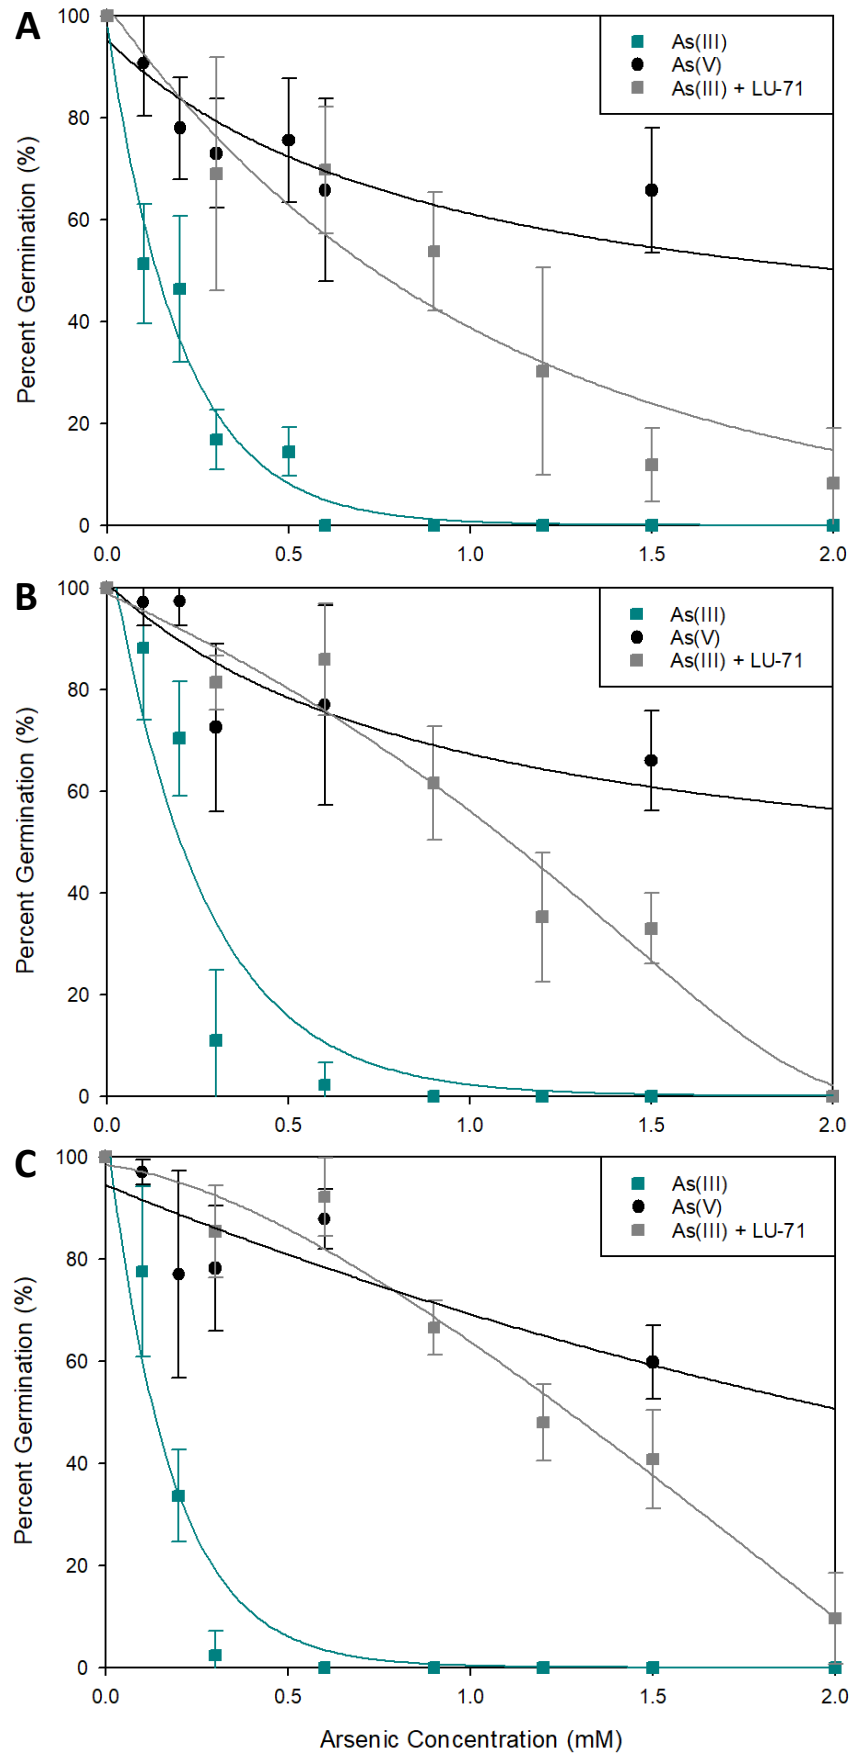 A
100
80
60
40
20
0
Percent Germination (%)
As(III)
As(V)
As(III) + LU-71
0.0 0.5 1.0 1.5 2.0
B
100
80
60
40
20
0
Percent Germination (%)
As(III)
As(V)
As(III) + LU-71
0.0 0.5 1.0 1.5 2.0
C
100
80
60
40
20
0
Percent Germination (%)
As(III)
As(V)
As(III) + LU-71
0.0 0.5 1.0 1.5 2.0
Arsenic Concentration (mM)